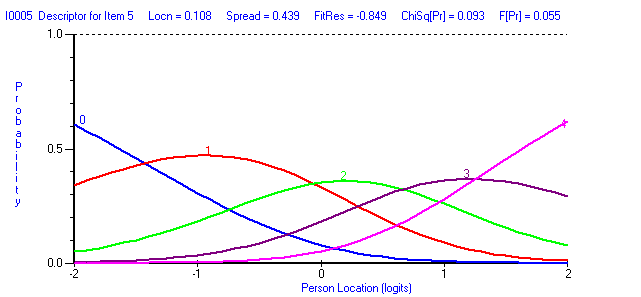 I0005 Descriptor for Item 5 Locn = 0.108 Spread = 0.439 FitRes = -0.849 ChiSq[Pr] = 0.093 F[Pr] = 0.055
1.0
Probability
0
1
2
3
4
0.5
0.0
-2 -1 0 1 2
Person Location (logits)